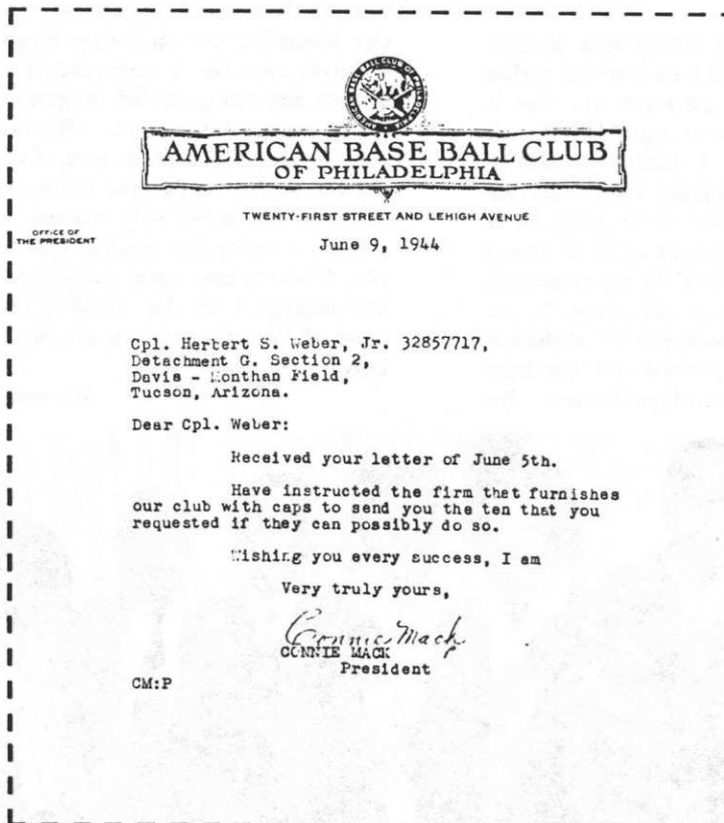 AMERICAN BASE BALL CLUB
OF PHILADELPHIA
TWENTY-FIRST STREET AND LEHIGH AVENUE
OFFICE OF
THE PRESIDENT
June 9, 1944
Cpl. Herbert S. Weber, Jr. 32857717,
Detachment G. Section 2,
Davis - Monthan Field,
Tucson, Arizona.
Dear Cpl. Weber:
Received your letter of June 5th.
Have instructed the firm that furnishes
our club with caps to send you the ten that you
requested if they can possibly do so.
Wishing you every success, I am
Very truly yours,
Connie Mack
CONNIE MACK
President
CM:P